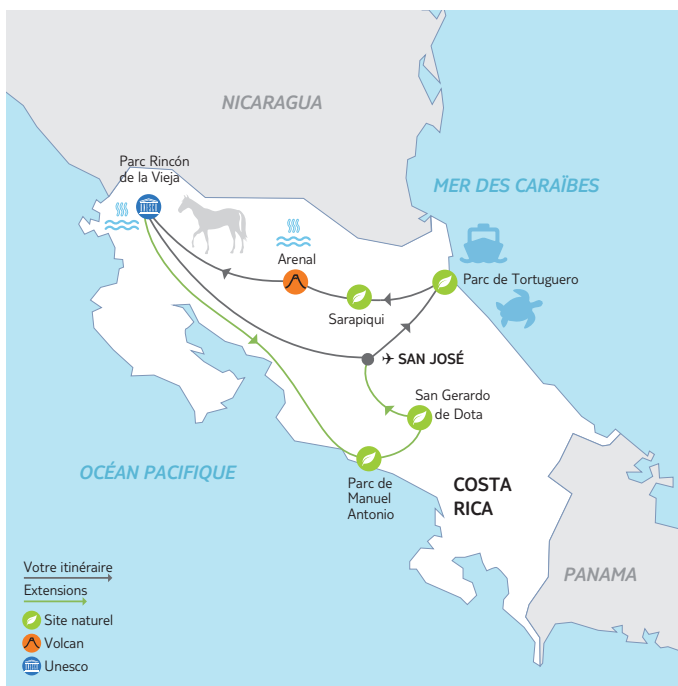 NICARAGUA
Parc Rincón
de la Vieja
MER DES CARAÏBES
Arenal
Parc de Tortuguero
Sarapiqui
SAN JOSÉ
San Gerardo
de Dota
OCÉAN PACIFIQUE
Parc de
Manuel
Antonio
COSTA
RICA
PANAMA
Votre itinéraire
Extensions
Site naturel
Volcan
Unesco